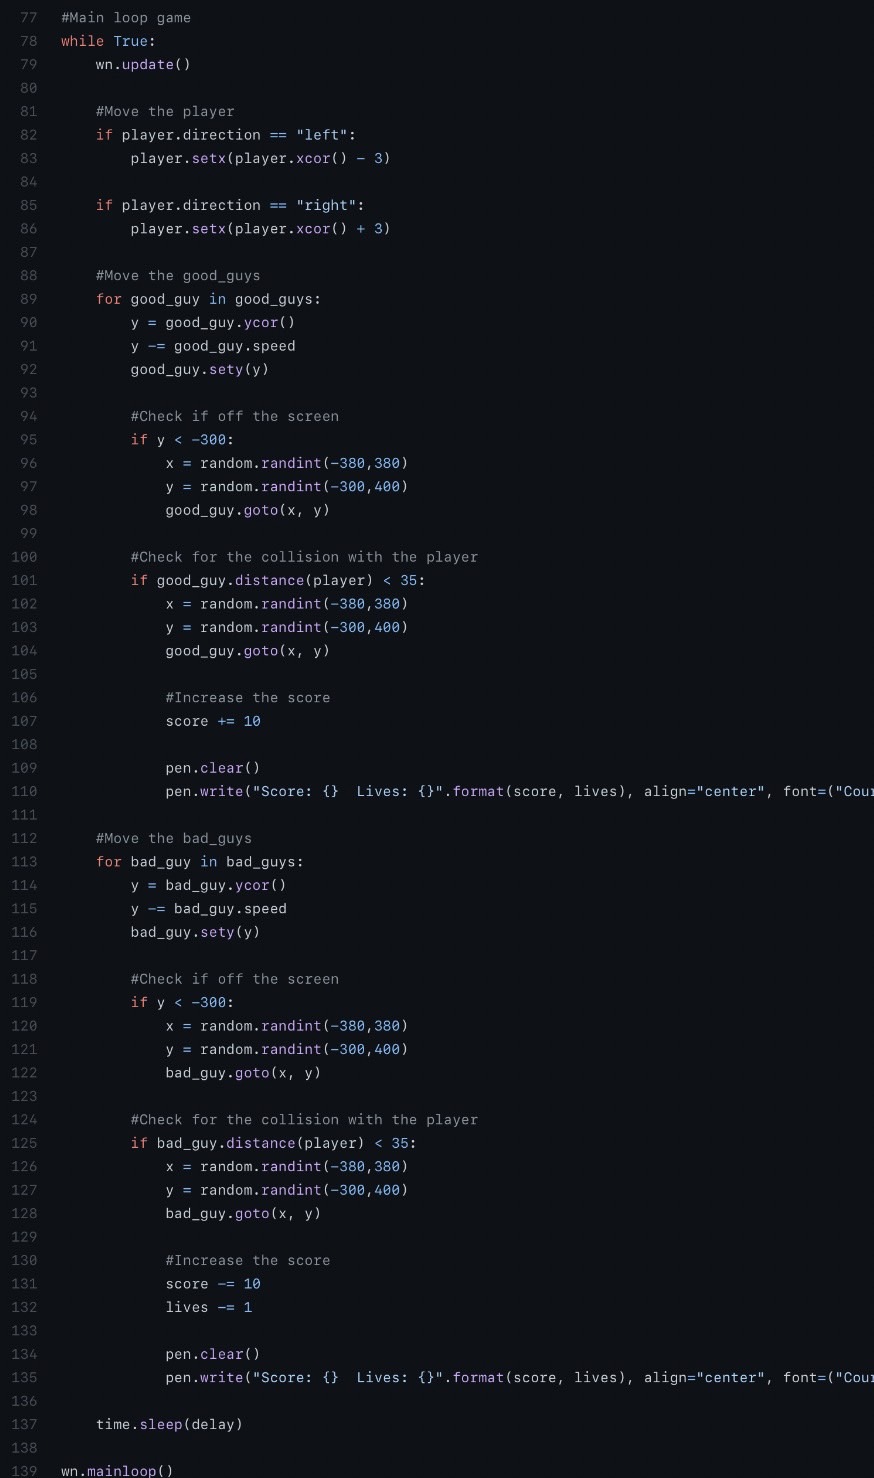 77 #Main loop game
78 while True:
79     wn.update()
80
81     #Move the player
82     if player.direction == "left":
83         player.setx(player.xcor() - 3)
84
85     if player.direction == "right":
86         player.setx(player.xcor() + 3)
87
88     #Move the good_guys
89     for good_guy in good_guys:
90         y = good_guy.ycor()
91         y -= good_guy.speed
92         good_guy.sety(y)
93
94         #Check if off the screen
95         if y < -300:
96             x = random.randint(-380,380)
97             y = random.randint(-300,400)
98             good_guy.goto(x, y)
99
100         #Check for the collision with the player
101         if good_guy.distance(player) < 35:
102             x = random.randint(-380,380)
103             y = random.randint(-300,400)
104             good_guy.goto(x, y)
105
106             #Increase the score
107             score += 10
108
109             pen.clear()
110             pen.write("Score: {}  Lives: {}".format(score, lives), align="center", font=("Cour
111
112     #Move the bad_guys
113     for bad_guy in bad_guys:
114         y = bad_guy.ycor()
115         y -= bad_guy.speed
116         bad_guy.sety(y)
117
118         #Check if off the screen
119         if y < -300:
120             x = random.randint(-380,380)
121             y = random.randint(-300,400)
122             bad_guy.goto(x, y)
123
124         #Check for the collision with the player
125         if bad_guy.distance(player) < 35:
126             x = random.randint(-380,380)
127             y = random.randint(-300,400)
128             bad_guy.goto(x, y)
129
130             #Increase the score
131             score -= 10
132             lives -= 1
133
134             pen.clear()
135             pen.write("Score: {}  Lives: {}".format(score, lives), align="center", font=("Cour
136
137     time.sleep(delay)
138
139 wn.mainloop()